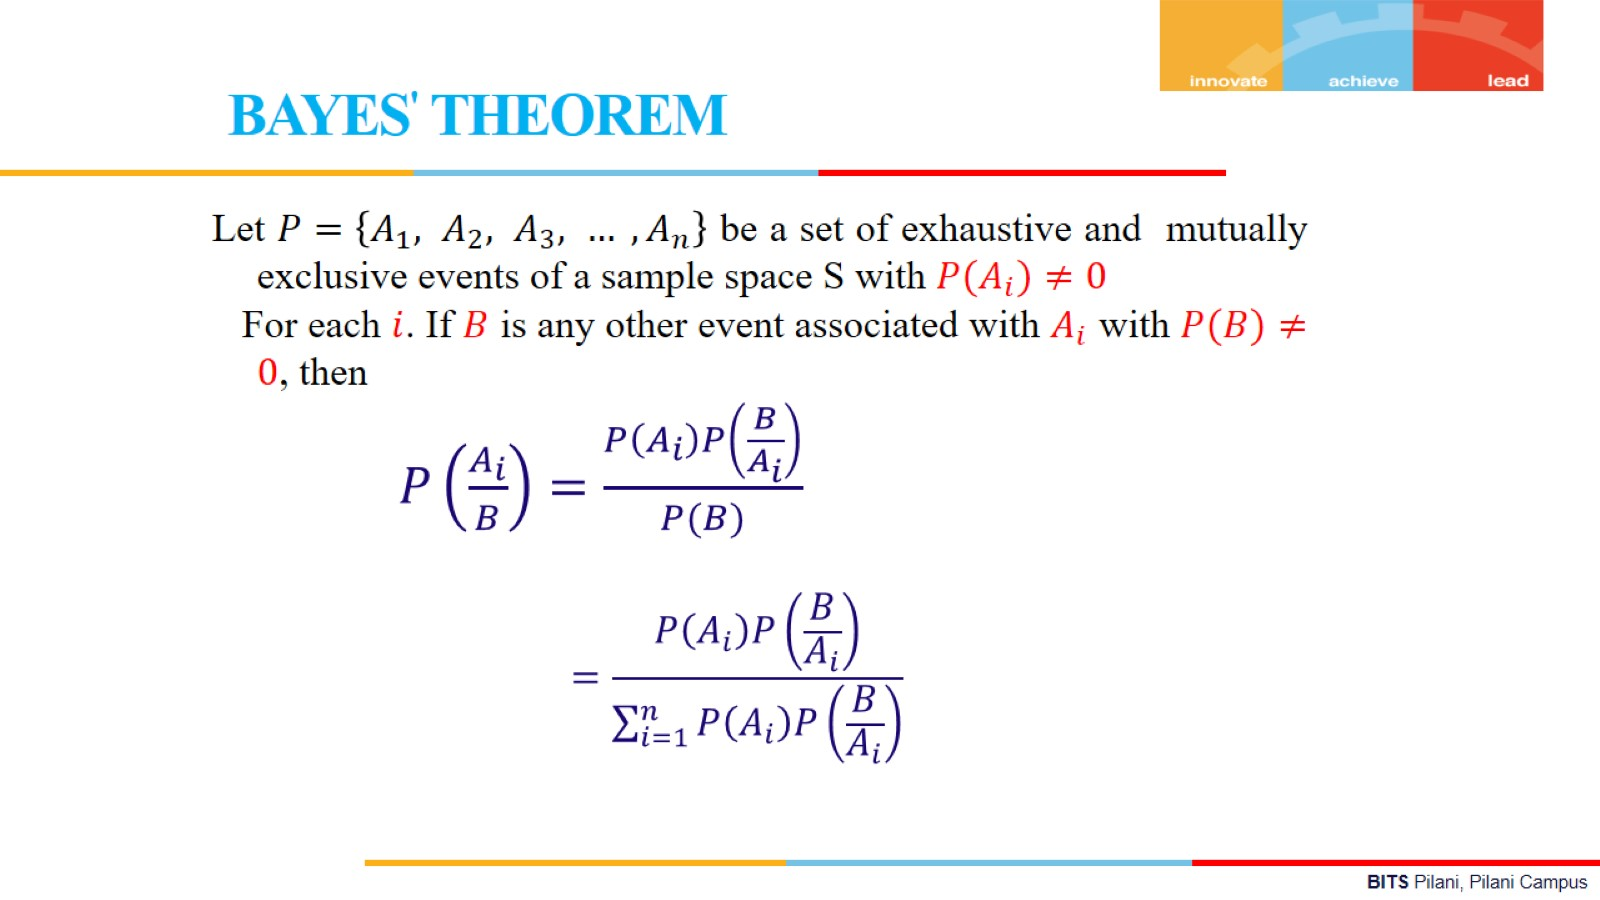 innovate achieve lead
BAYES' THEOREM
Let P = {A₁, A₂, A₃, … , Aₙ} be a set of exhaustive and mutually
exclusive events of a sample space S with P(Aᵢ) ≠ 0
For each i. If B is any other event associated with Aᵢ with P(B) ≠
0, then
P(Aᵢ/B) = P(Aᵢ)P(B/Aᵢ) / P(B)
= P(Aᵢ)P(B/Aᵢ) / ∑ⁿᵢ₌₁ P(Aᵢ)P(B/Aᵢ)
BITS Pilani, Pilani Campus